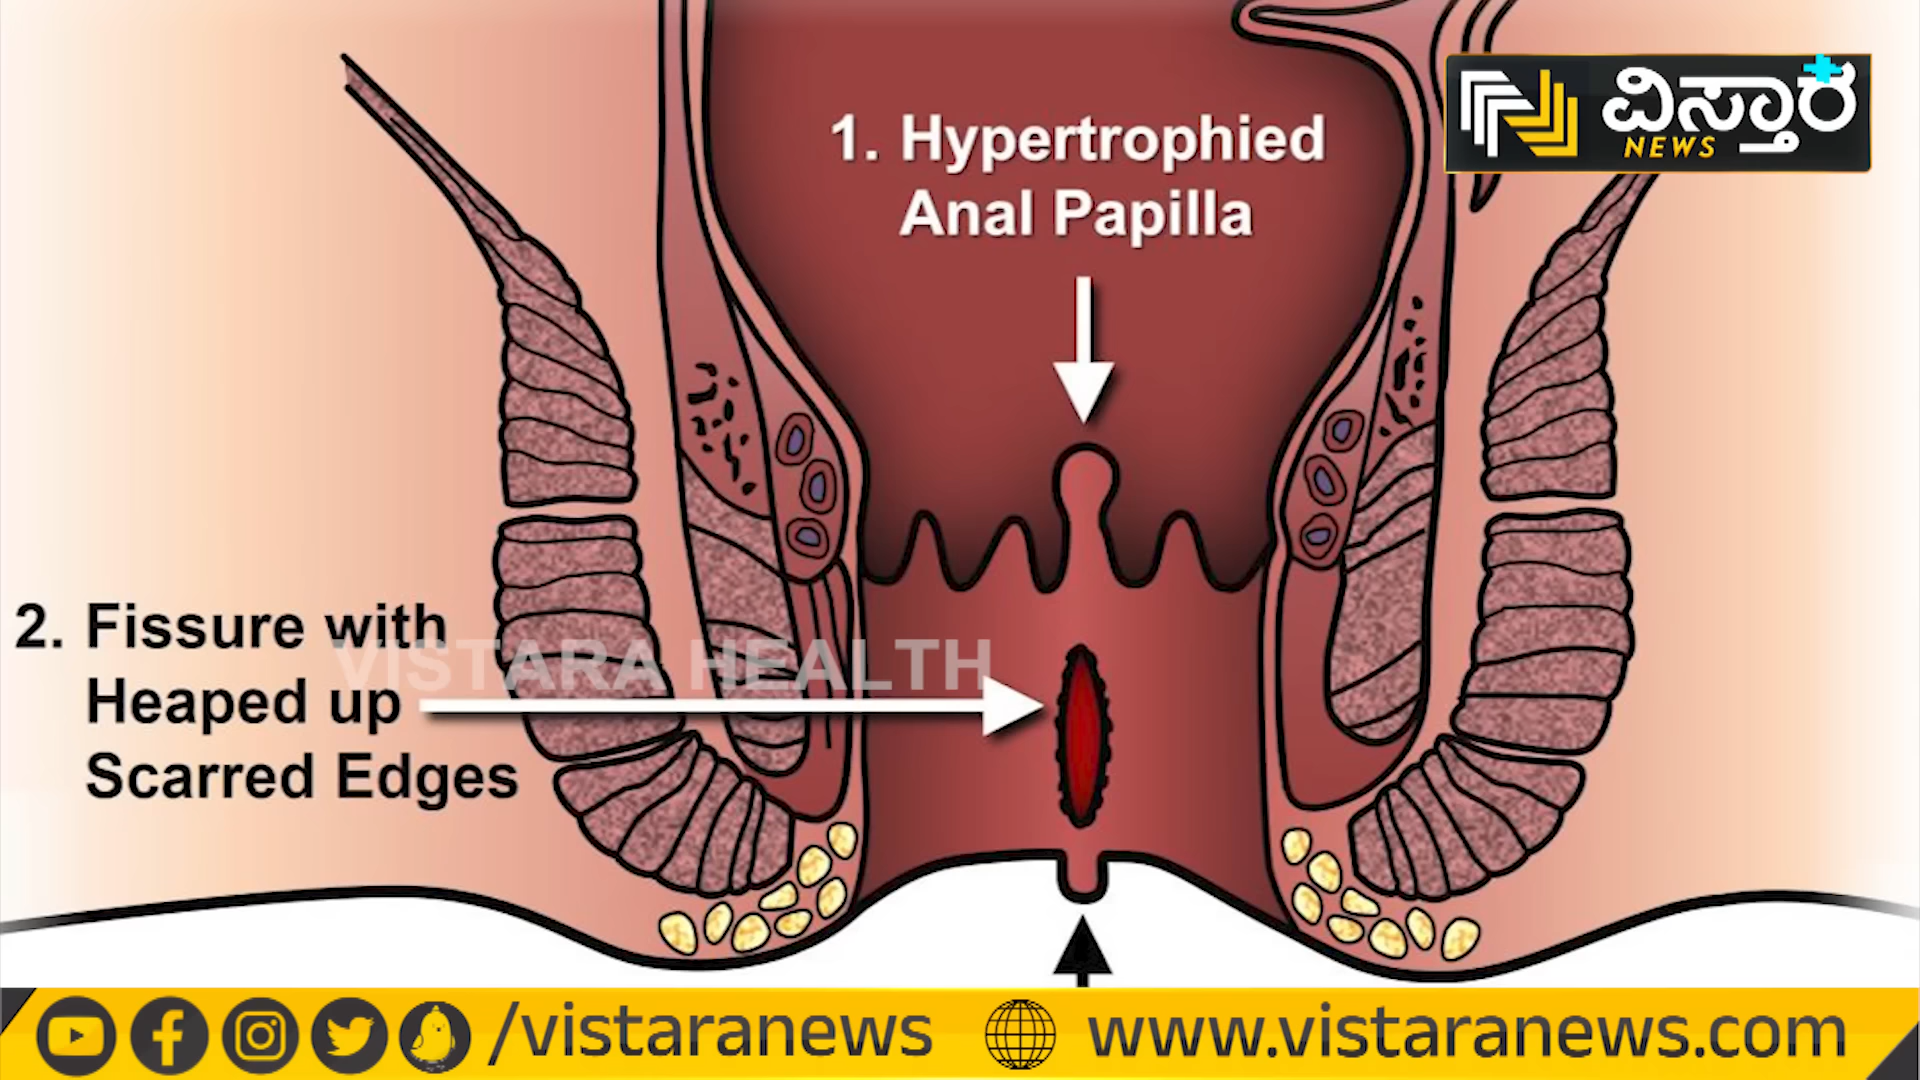 1. Hypertrophied
Anal Papilla
ವಿಸ್ತಾರ
NEWS
2. Fissure with
Heaped up
Scarred Edges
VISTARA HEALTH
/vistaranews
www.vistaranews.com